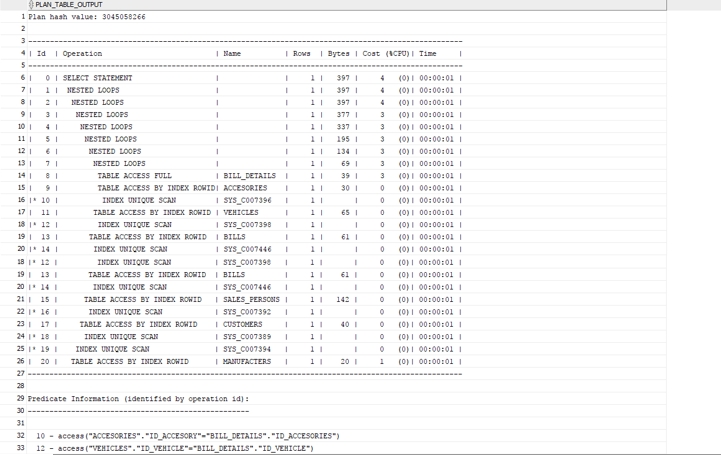 PLAN_TABLE_OUTPUT
1 Plan hash value: 3045058266
2
3 --------------------------------------------------------------------------------
4 | Id | Operation | Name | Rows | Bytes | Cost (%CPU)| Time |
5 --------------------------------------------------------------------------------
6 | 0 | SELECT STATEMENT | | 1 | 397 | 4 (0)| 00:00:01 |
7 | 1 | NESTED LOOPS | | 1 | 397 | 4 (0)| 00:00:01 |
8 | 2 | NESTED LOOPS | | 1 | 397 | 4 (0)| 00:00:01 |
9 | 3 | NESTED LOOPS | | 1 | 377 | 3 (0)| 00:00:01 |
10 | 4 | NESTED LOOPS | | 1 | 337 | 3 (0)| 00:00:01 |
11 | 5 | NESTED LOOPS | | 1 | 195 | 3 (0)| 00:00:01 |
12 | 6 | NESTED LOOPS | | 1 | 134 | 3 (0)| 00:00:01 |
13 | 7 | NESTED LOOPS | | 1 | 69 | 3 (0)| 00:00:01 |
14 | 8 | TABLE ACCESS FULL | BILL_DETAILS | 1 | 39 | 3 (0)| 00:00:01 |
15 | 9 | TABLE ACCESS BY INDEX ROWID| ACCESORIES | 1 | 30 | 0 (0)| 00:00:01 |
16 |* 10 | INDEX UNIQUE SCAN | SYS_C007396 | 1 | | 0 (0)| 00:00:01 |
17 | 11 | TABLE ACCESS BY INDEX ROWID | VEHICLES | 1 | 65 | 0 (0)| 00:00:01 |
18 |* 12 | INDEX UNIQUE SCAN | SYS_C007398 | 1 | | 0 (0)| 00:00:01 |
19 | 13 | TABLE ACCESS BY INDEX ROWID | BILLS | 1 | 61 | 0 (0)| 00:00:01 |
20 |* 14 | INDEX UNIQUE SCAN | SYS_C007446 | 1 | | 0 (0)| 00:00:01 |
18 |* 12 | INDEX UNIQUE SCAN | SYS_C007398 | 1 | | 0 (0)| 00:00:01 |
19 | 13 | TABLE ACCESS BY INDEX ROWID | BILLS | 1 | 61 | 0 (0)| 00:00:01 |
20 |* 14 | INDEX UNIQUE SCAN | SYS_C007446 | 1 | | 0 (0)| 00:00:01 |
21 | 15 | TABLE ACCESS BY INDEX ROWID | SALES_PERSONS | 1 | 142 | 0 (0)| 00:00:01 |
22 |* 16 | INDEX UNIQUE SCAN | SYS_C007392 | 1 | | 0 (0)| 00:00:01 |
23 | 17 | TABLE ACCESS BY INDEX ROWID | CUSTOMERS | 1 | 40 | 0 (0)| 00:00:01 |
24 |* 18 | INDEX UNIQUE SCAN | SYS_C007389 | 1 | | 0 (0)| 00:00:01 |
25 |* 19 | INDEX UNIQUE SCAN | SYS_C007394 | 1 | | 0 (0)| 00:00:01 |
26 | 20 | TABLE ACCESS BY INDEX ROWID | MANUFACTERS | 1 | 20 | 1 (0)| 00:00:01 |
27 --------------------------------------------------------------------------------
28
29 Predicate Information (identified by operation id):
30 ---------------------------------------------------
31
32 10 - access("ACCESORIES"."ID_ACCESORY"="BILL_DETAILS"."ID_ACCESORIES")
33 12 - access("VEHICLES"."ID_VEHICLE"="BILL_DETAILS"."ID_VEHICLE")